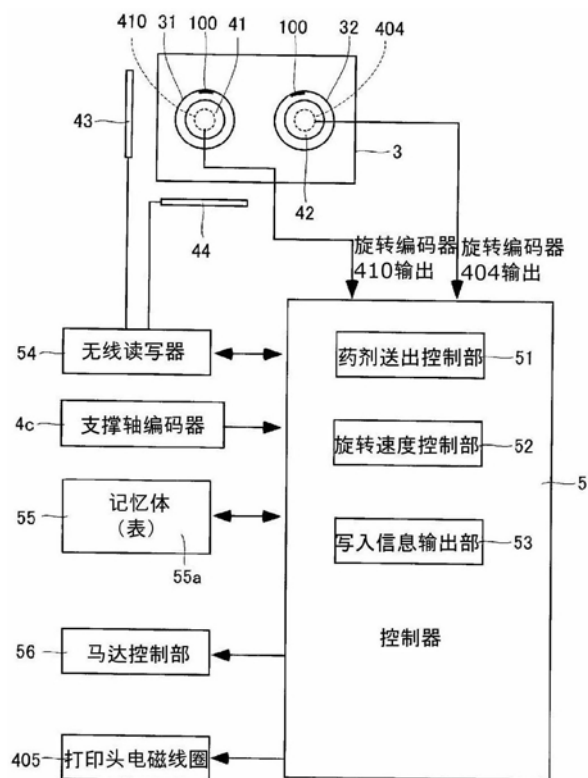 410 31 100 41 100 32 404
43
3
44
42
旋转编码器 旋转编码器
410输出 404输出
54 无线读写器
药剂送出控制部 51
4c 支撑轴编码器
旋转速度控制部 52
5
55 记忆体
（表）
55a
写入信息输出部 53
控制器
56 马达控制部
405 打印头电磁线圈